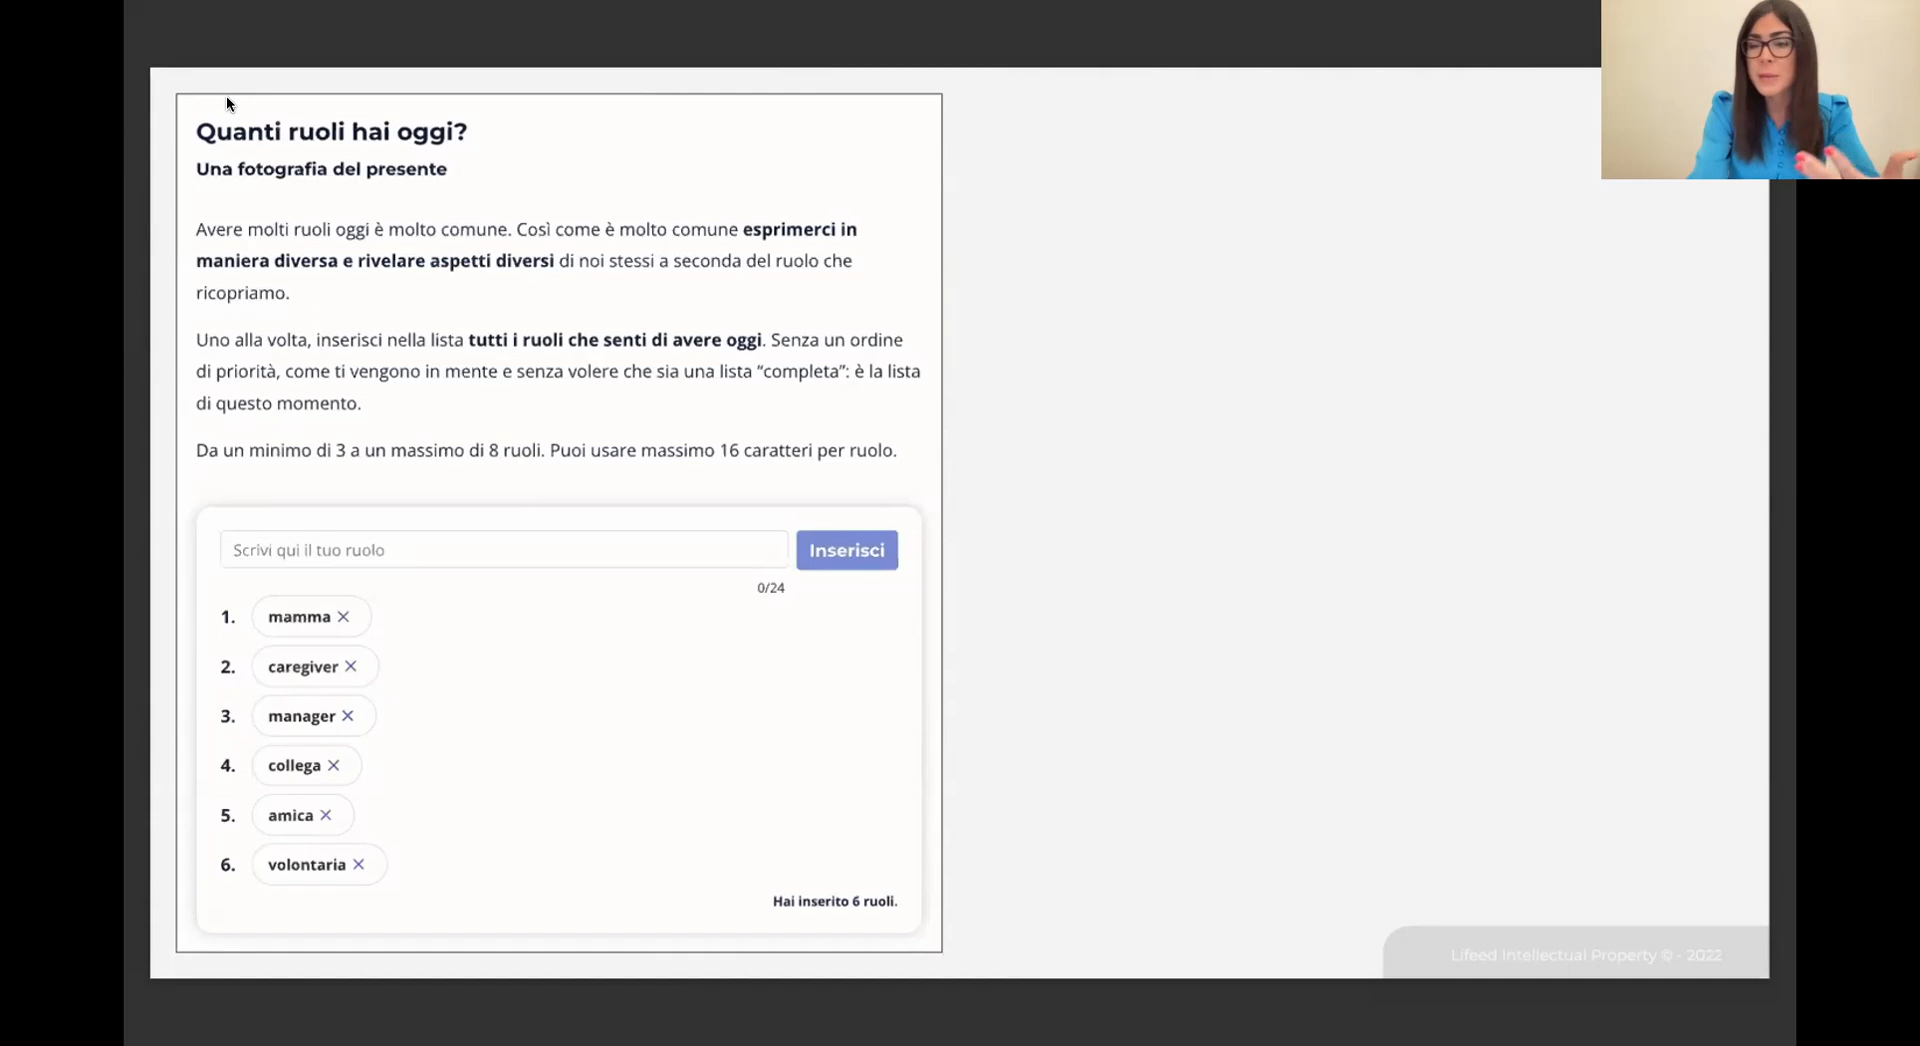 Quanti ruoli hai oggi?
Una fotografia del presente
Avere molti ruoli oggi è molto comune. Così come è molto comune esprimerci in
maniera diversa e rivelare aspetti diversi di noi stessi a seconda del ruolo che
ricopriamo.
Uno alla volta, inserisci nella lista tutti i ruoli che senti di avere oggi. Senza un ordine
di priorità, come ti vengono in mente e senza volere che sia una lista “completa”: è la lista
di questo momento.
Da un minimo di 3 a un massimo di 8 ruoli. Puoi usare massimo 16 caratteri per ruolo.
Scrivi qui il tuo ruolo
Inserisci
0/24
1. mamma ×
2. caregiver ×
3. manager ×
4. collega ×
5. amica ×
6. volontaria ×
Hai inserito 6 ruoli.
Lifeed Intellectual Property © - 2022